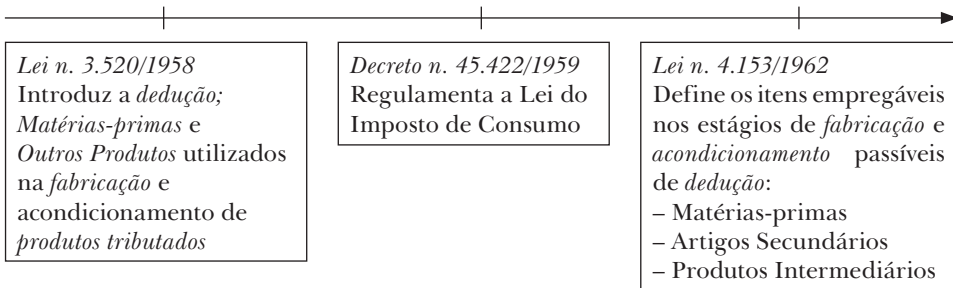 Lei n. 3.520/1958
Introduz a dedução;
Matérias-primas e
Outros Produtos utilizados
na fabricação e
acondicionamento de
produtos tributados
Decreto n. 45.422/1959
Regulamenta a Lei do
Imposto de Consumo
Lei n. 4.153/1962
Define os itens empregáveis
nos estágios de fabricação e
acondicionamento passíveis
de dedução:
– Matérias-primas
– Artigos Secundários
– Produtos Intermediários